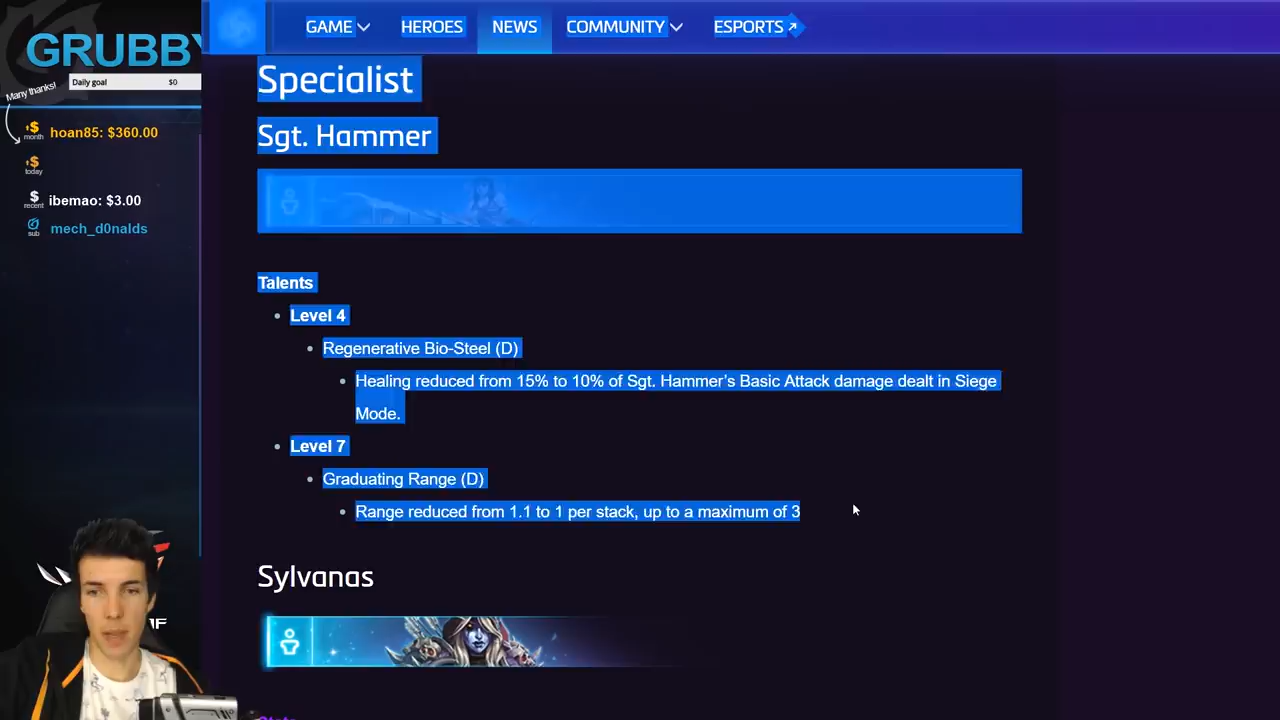 GAME HEROES NEWS COMMUNITY ESPORTS
GRUBBY
Daily goal $0
Many thanks!
$ month hoan85: $360.00
$ today
$ recent ibemao: $3.00
sub mech_d0nalds
Specialist
Sgt. Hammer
Talents
Level 4
Regenerative Bio-Steel (D)
Healing reduced from 15% to 10% of Sgt. Hammer's Basic Attack damage dealt in Siege
Mode.
Level 7
Graduating Range (D)
Range reduced from 1.1 to 1 per stack, up to a maximum of 3
Sylvanas